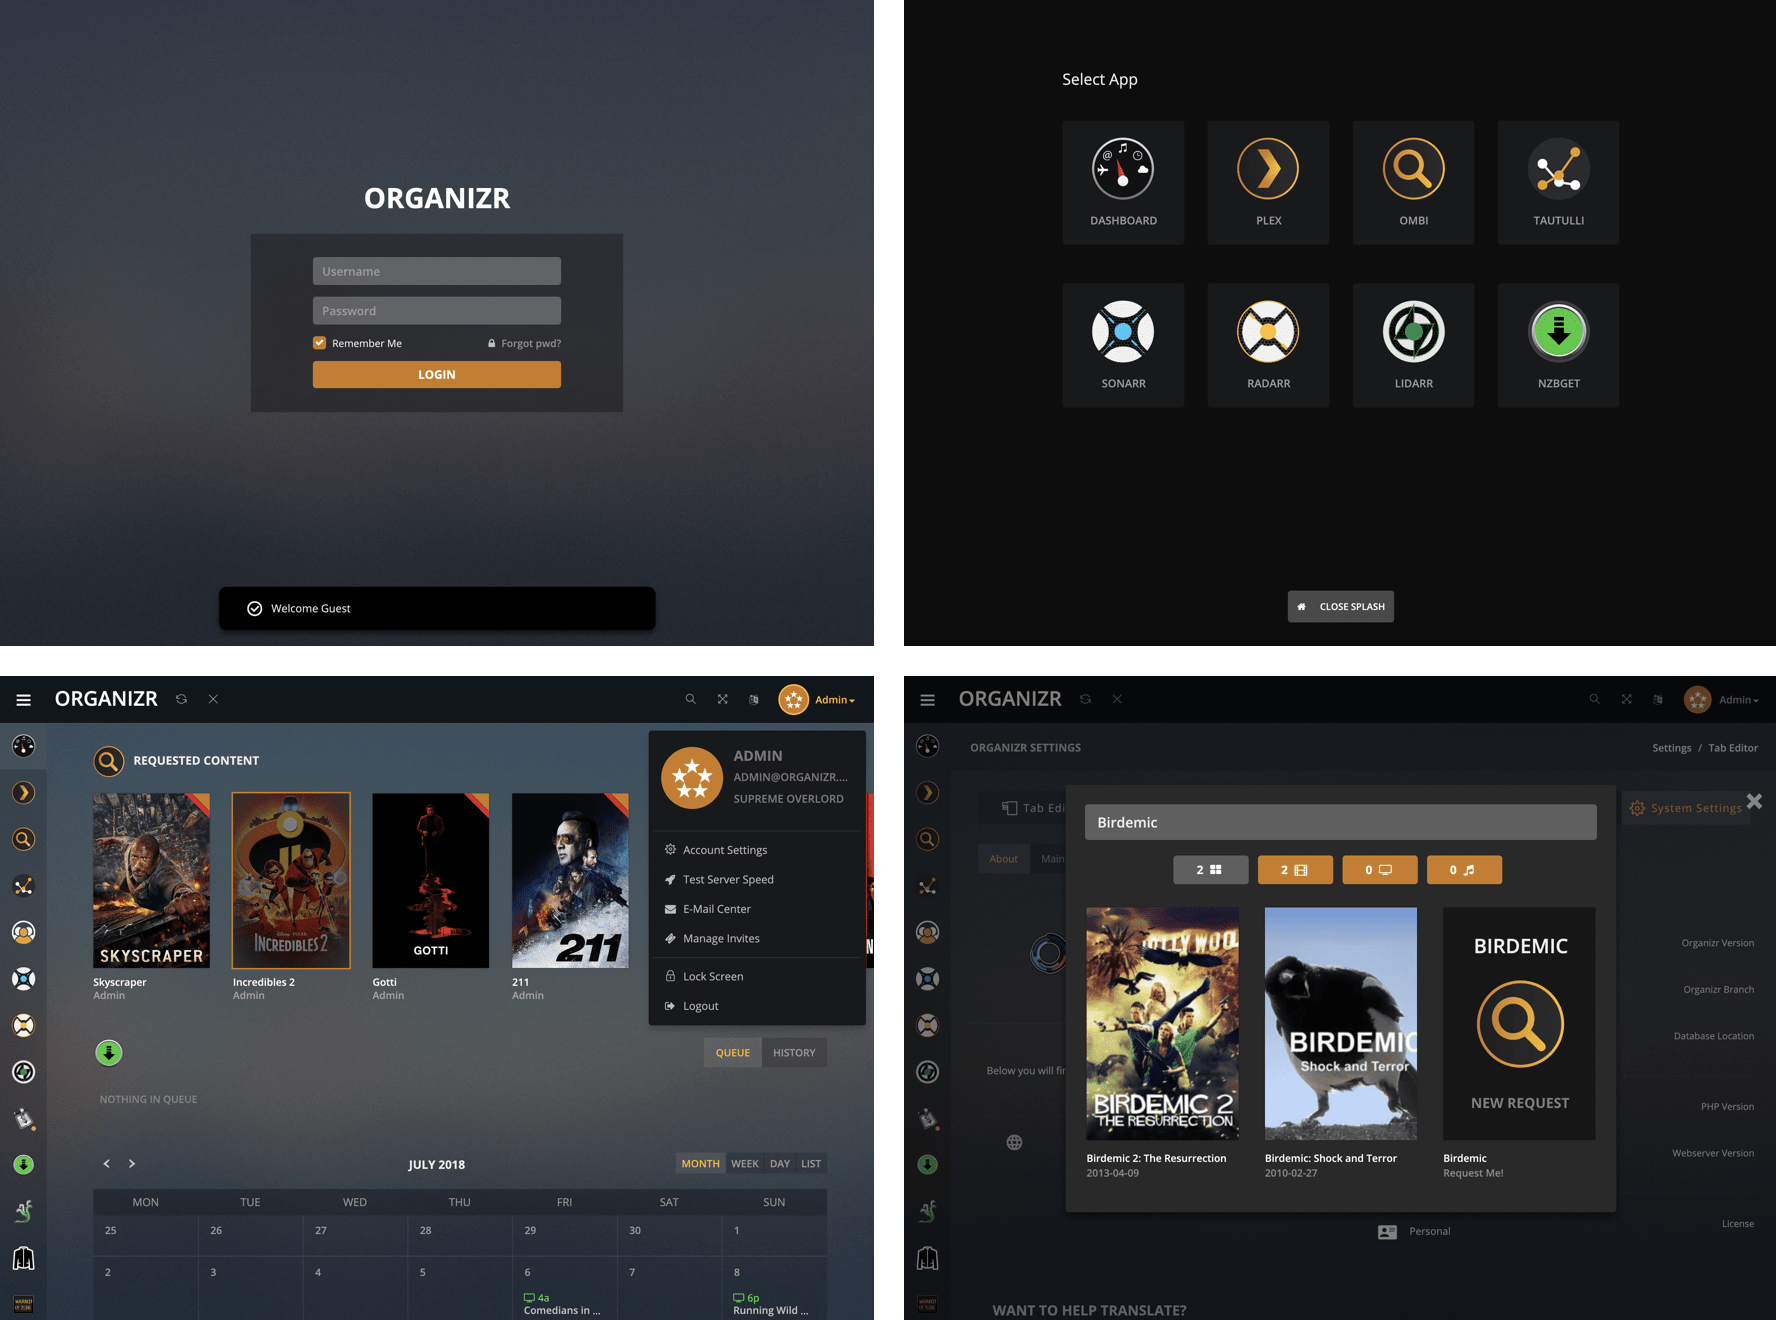 ORGANIZR
Username
Password
Remember Me
Forgot pwd?
LOGIN
Welcome Guest
Select App
DASHBOARD
PLEX
OMBI
TAUTULLI
SONARR
RADARR
LIDARR
NZBGET
CLOSE SPLASH
ORGANIZR
Admin
REQUESTED CONTENT
SKYSCRAPER
DISNEY PIXAR
INCREDIBLES 2
GOTTI
211
Skyscraper
Admin
Incredibles 2
Admin
Gotti
Admin
211
Admin
ADMIN
ADMIN@ORGANIZR....
SUPREME OVERLORD
Account Settings
Test Server Speed
E-Mail Center
Manage Invites
Lock Screen
Logout
QUEUE HISTORY
NOTHING IN QUEUE
JULY 2018
MONTH WEEK DAY LIST
MON TUE WED THU FRI SAT SUN
25 26 27 28 29 30 1
2 3 4 5 6 7 8
4a
Comedians in ...
6p
Running Wild ...
ORGANIZR
Admin
ORGANIZR SETTINGS
Settings / Tab Editor
Tab Edi
System Settings
About Main
Birdemic
2 2 0 0
HOLLYWOO
BIRDEMIC 2
THE RESURRECTION
BIRDEMIC
Shock and Terror
BIRDEMIC
NEW REQUEST
Birdemic 2: The Resurrection
2013-04-09
Birdemic: Shock and Terror
2010-02-27
Birdemic
Request Me!
Organizr Version
Organizr Branch
Database Location
Below you will fi
PHP Version
Webserver Version
License
Personal
WANT TO HELP TRANSLATE?